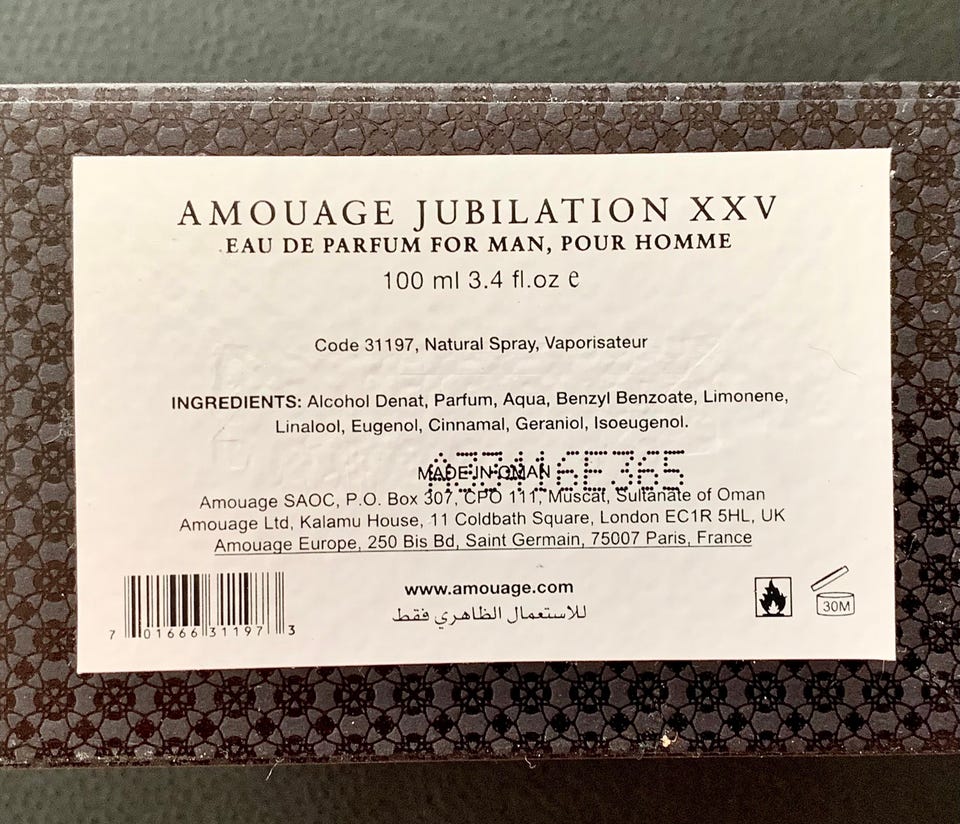 AMOUAGE JUBILATION XXV
EAU DE PARFUM FOR MAN, POUR HOMME
100 ml 3.4 fl.oz ℮
Code 31197, Natural Spray, Vaporisateur
INGREDIENTS: Alcohol Denat, Parfum, Aqua, Benzyl Benzoate, Limonene,
Linalool, Eugenol, Cinnamal, Geraniol, Isoeugenol.
MADE IN OMAN
Amouage SAOC, P.O. Box 307, CPO 111, Muscat, Sultanate of Oman
Amouage Ltd, Kalamu House, 11 Coldbath Square, London EC1R 5HL, UK
Amouage Europe, 250 Bis Bd, Saint Germain, 75007 Paris, France
www.amouage.com
للاستعمال الظاهري فقط
7 01666 31197 3
30M